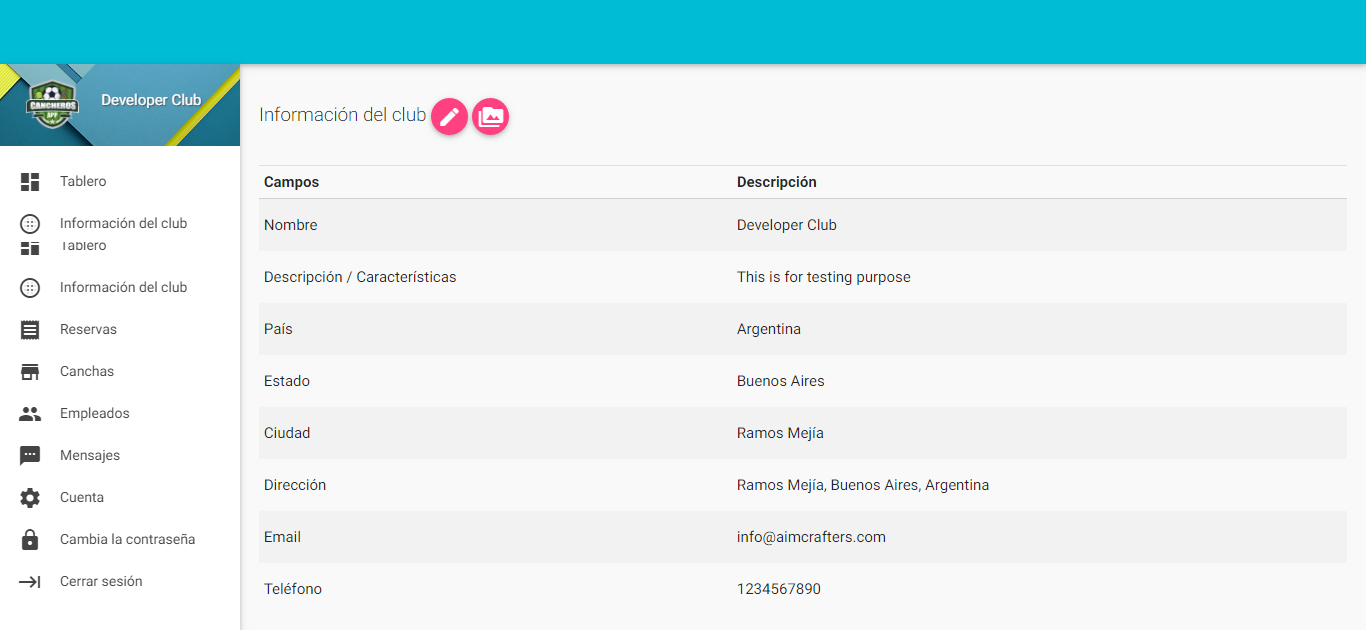 CANCHEROS
APP
Developer Club
Tablero
Información del club
Tablero
Información del club
Reservas
Canchas
Empleados
Mensajes
Cuenta
Cambia la contraseña
Cerrar sesión
Información del club
Campos Descripción
Nombre Developer Club
Descripción / Características This is for testing purpose
País Argentina
Estado Buenos Aires
Ciudad Ramos Mejía
Dirección Ramos Mejía, Buenos Aires, Argentina
Email info@aimcrafters.com
Teléfono 1234567890